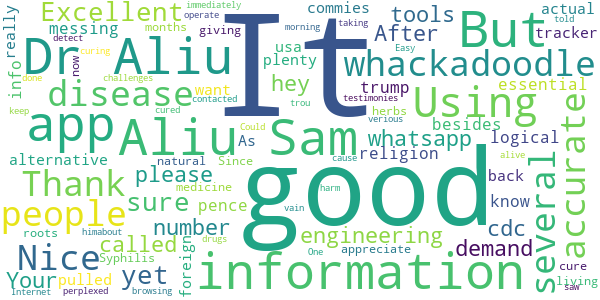 immediately
Excellent commies tools actual
messing operate morning taking told
really months giving After tracker
info detect usa plenty
now Dr Aliu It But whackadoodle
curing hey trump want essential
done disease challenges Using
tracker testimonies Easy
cured contacted herbs trou
app Aliu Sam whatsapp besides logical
alternative As Could verious
natural Since religion back
Thank please good know several accurate
medicine cause alive
people sure pence harm number cdc
roots himabout vain engineering demand
Nice yet called drugs appreciate
Syphilis foreign One living
Your pulled information cure
Internet perplexed browsing saw
keep